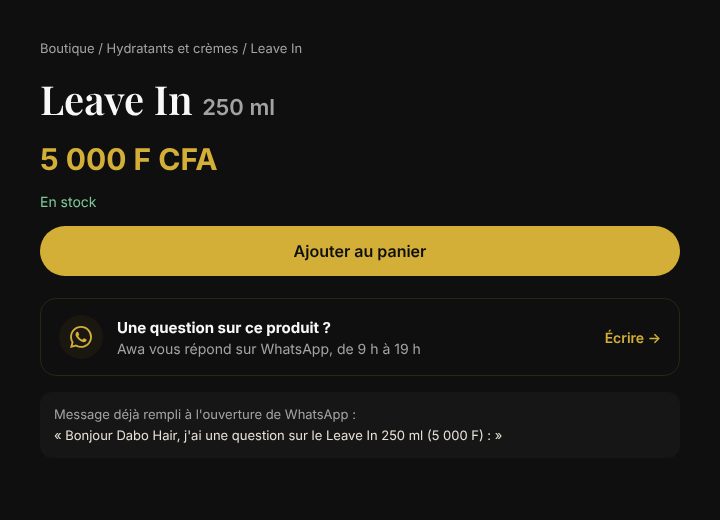 Boutique / Hydratants et crèmes / Leave In
Leave In 250 ml
5 000 F CFA
En stock
Ajouter au panier
Une question sur ce produit ?
Awa vous répond sur WhatsApp, de 9 h à 19 h
Écrire →
Message déjà rempli à l'ouverture de WhatsApp :
« Bonjour Dabo Hair, j'ai une question sur le Leave In 250 ml (5 000 F) : »